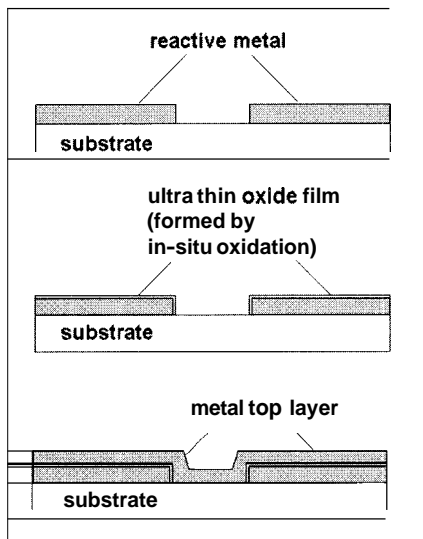 reactive metal
substrate
ultra thin oxide film
(formed by
in-situ oxidation)
substrate
metal top layer
substrate